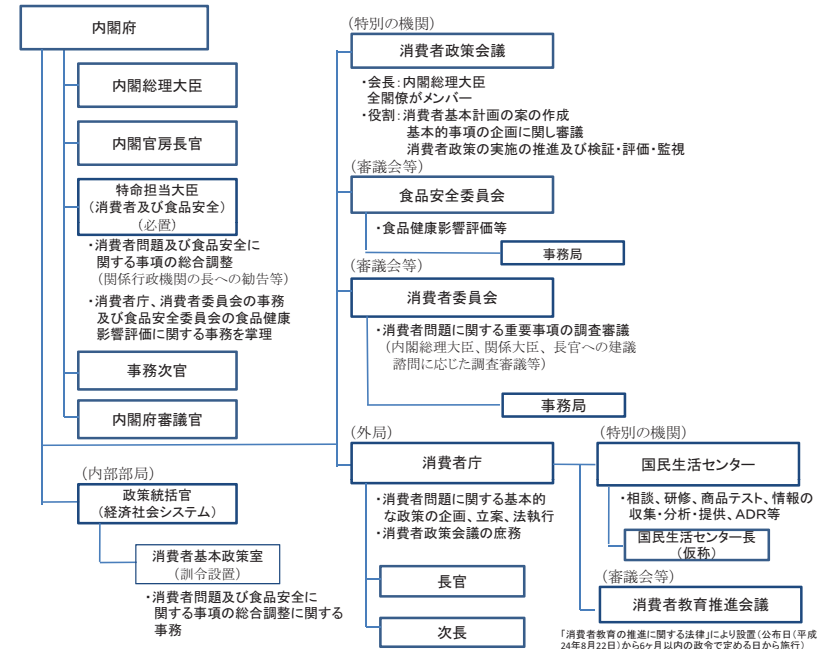 内閣府
内閣総理大臣
内閣官房長官
特命担当大臣
(消費者及び食品安全)
(必置)
・消費者問題及び食品安全に
関する事項の総合調整
(関係行政機関の長への勧告等)
・消費者庁、消費者委員会の事務
及び食品安全委員会の食品健康
影響評価に関する事務を掌理
事務次官
内閣府審議官
(内部部局)
政策統括官
(経済社会システム)
消費者基本政策室
(訓令設置)
・消費者問題及び食品安全に
関する事項の総合調整に関する
事務
(特別の機関)
消費者政策会議
・会長:内閣総理大臣
全閣僚がメンバー
・役割:消費者基本計画の案の作成
基本的事項の企画に関し審議
消費者政策の実施の推進及び検証・評価・監視
(審議会等)
食品安全委員会
・食品健康影響評価等
事務局
(審議会等)
消費者委員会
・消費者問題に関する重要事項の調査審議
(内閣総理大臣、関係大臣、長官への建議
諮問に応じた調査審議等)
事務局
(外局)
消費者庁
・消費者問題に関する基本的
な政策の企画、立案、法執行
・消費者政策会議の庶務
長官
次長
(特別の機関)
国民生活センター
・相談、研修、商品テスト、情報の
収集・分析・提供、ADR等
国民生活センター長
(仮称)
(審議会等)
消費者教育推進会議
「消費者教育の推進に関する法律」により設置(公布日(平成
24年8月22日)から6ヶ月以内の政令で定める日から施行)